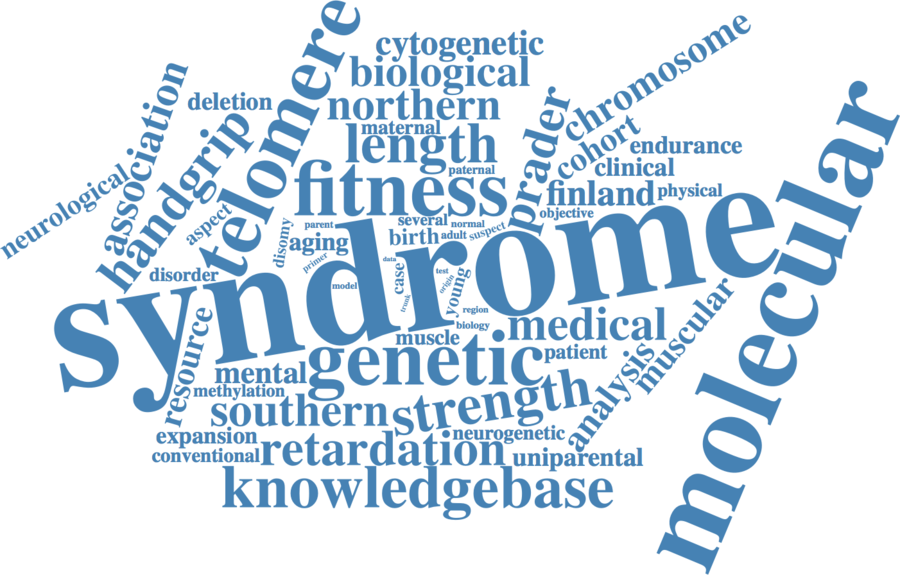 cytogenetic
biological
chromosome
telomere
northern
deletion
association
maternal
prader
molecular
length
cohort
endurance
handgrip
paternal
clinical
fitness
finland
physical
neurological
aspect
objective
several
normal
parent
disomy
aging
birth
adult
suspect
syndrome
disorder
primer
data
case
test
origin
young
model
trunk
region
biology
medical
resource
muscle
muscular
genetic
patient
mental
methylation
analysis
southern
strength
expansion
neurogenetic
conventional
retardation
uniparental
knowledgebase